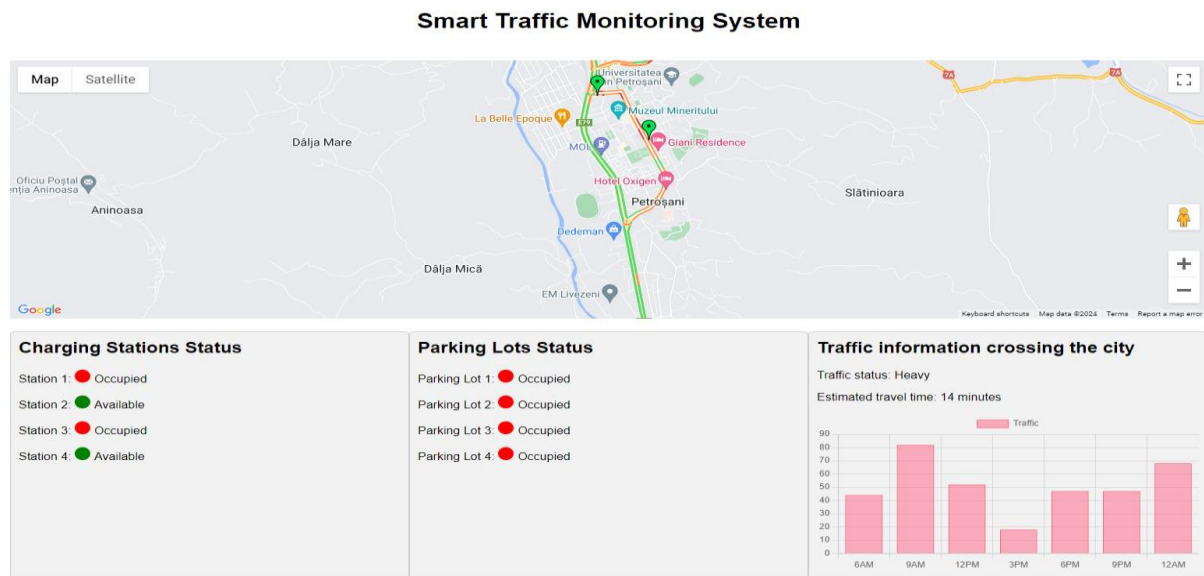 Smart Traffic Monitoring System
Map
Satellite
Universitatea
din Petroșani
7A
7A
Muzeul Mineritului
La Belle Epoque
E79
Giani Residence
MOL
Dâlja Mare
Oficiu Poștal
Aninoasa
Hotel Oxigen
Slătinioara
Petroșani
Dedeman
Dâlja Mică
EM Livezeni
Google
Keyboard shortcuts
Map data ©2024
Terms
Report a map error
Charging Stations Status
Station 1: Occupied
Station 2: Available
Station 3: Occupied
Station 4: Available
Parking Lots Status
Parking Lot 1: Occupied
Parking Lot 2: Occupied
Parking Lot 3: Occupied
Parking Lot 4: Occupied
Traffic information crossing the city
Traffic status: Heavy
Estimated travel time: 14 minutes
Traffic
90
80
70
60
50
40
30
20
10
0
6AM 9AM 12PM 3PM 6PM 9PM 12AM